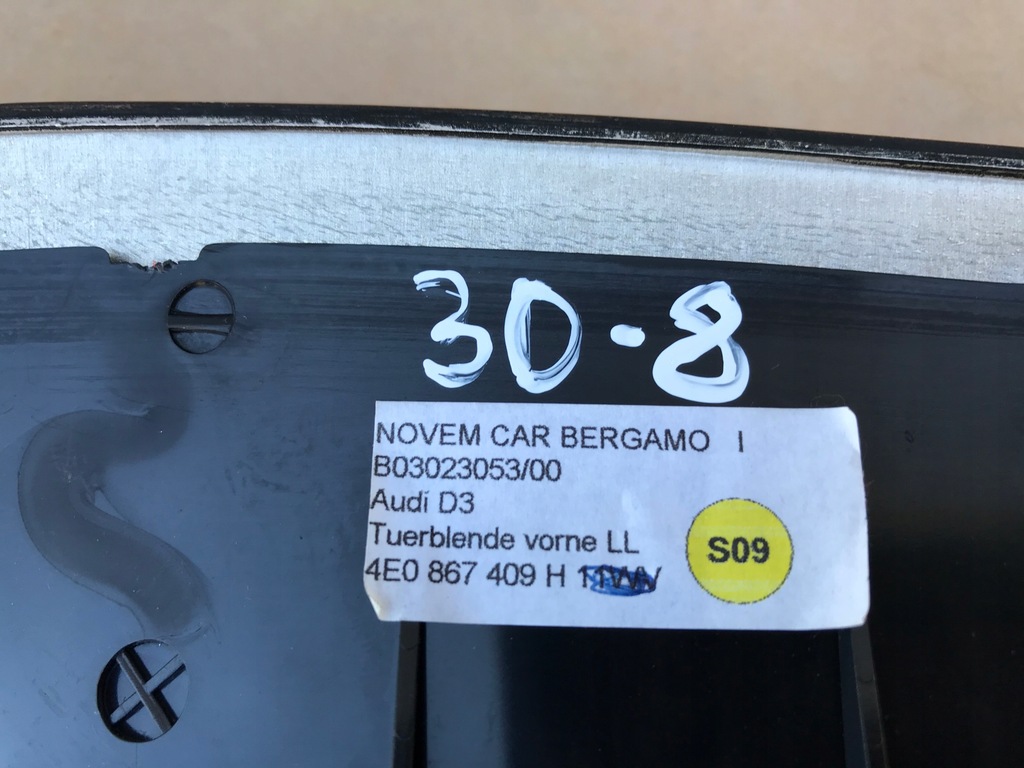 30-8
NOVEM CAR BERGAMO I
B03023053/00
Audi D3
Tuerblende vorne LL
4E0 867 409 H
S09